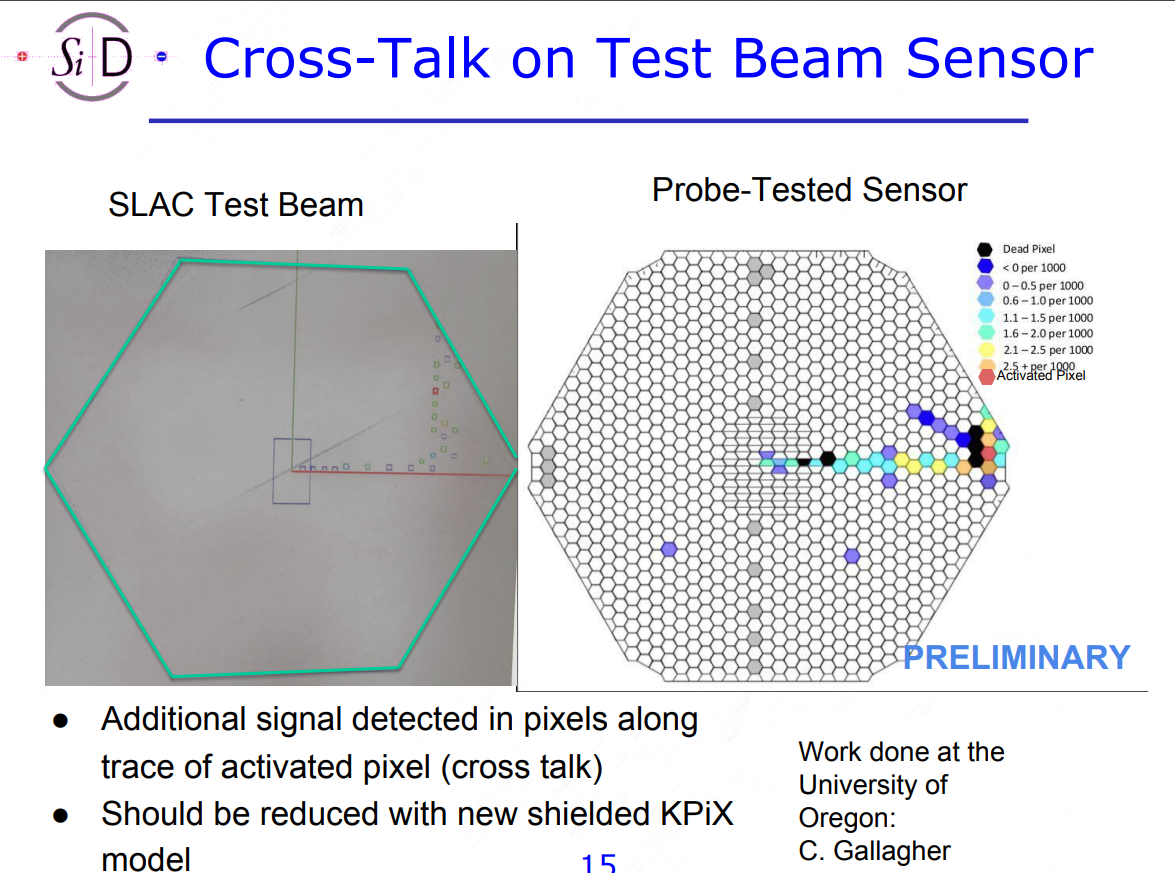 SiD
Cross-Talk on Test Beam Sensor
SLAC Test Beam
Probe-Tested Sensor
Dead Pixel
< 0 per 1000
0 – 0.5 per 1000
0.6 – 1.0 per 1000
1.1 – 1.5 per 1000
1.6 – 2.0 per 1000
2.1 – 2.5 per 1000
2.5 + per 1000
Activated Pixel
PRELIMINARY
● Additional signal detected in pixels along
trace of activated pixel (cross talk)
● Should be reduced with new shielded KPiX
model
Work done at the
University of
Oregon:
C. Gallagher
15